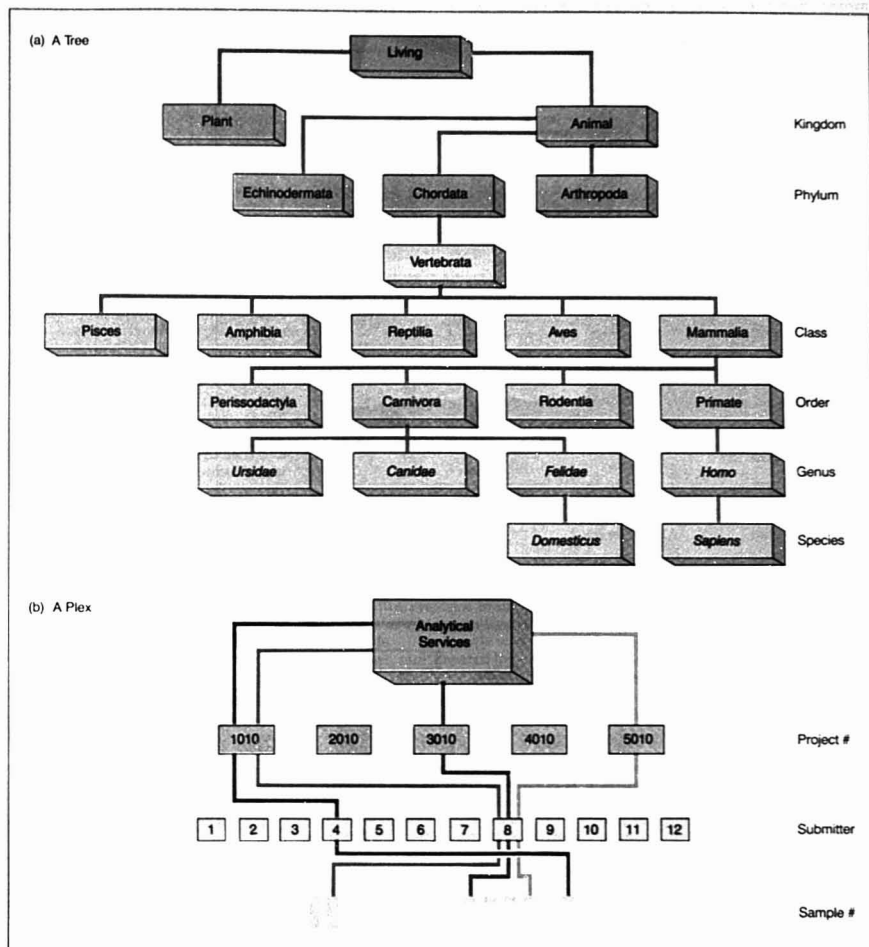 (a) A Tree
Living
Plant
Animal
Kingdom
Echinodermata
Chordata
Arthropoda
Phylum
Vertebrata
Pisces
Amphibia
Reptilia
Aves
Mammalia
Class
Perissodactyla
Carnivora
Rodentia
Primate
Order
Ursidae
Canidae
Felidae
Homo
Genus
Domesticus
Sapiens
Species
(b) A Plex
Analytical
Services
1010
2010
3010
4010
5010
Project #
1
2
3
4
5
6
7
8
9
10
11
12
Submitter
Sample #